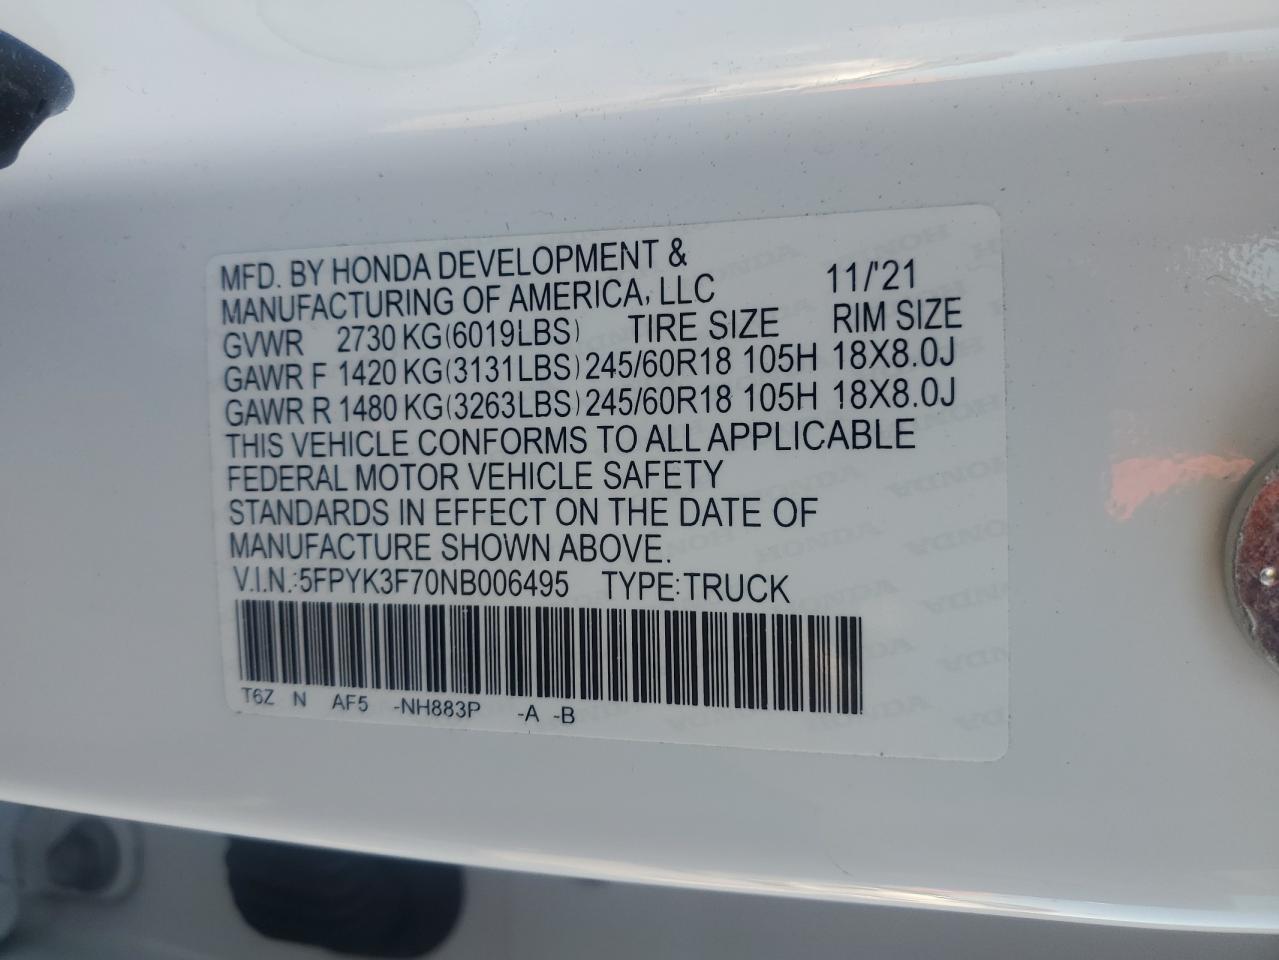 MFD. BY HONDA DEVELOPMENT &
MANUFACTURING OF AMERICA, LLC 11/'21
GVWR 2730 KG(6019LBS) TIRE SIZE RIM SIZE
GAWR F 1420 KG(3131LBS) 245/60R18 105H 18X8.0J
GAWR R 1480 KG(3263LBS) 245/60R18 105H 18X8.0J
THIS VEHICLE CONFORMS TO ALL APPLICABLE
FEDERAL MOTOR VEHICLE SAFETY
STANDARDS IN EFFECT ON THE DATE OF
MANUFACTURE SHOWN ABOVE.
V.I.N.:5FPYK3F70NB006495 TYPE:TRUCK
T6Z N AF5 -NH883P -A -B